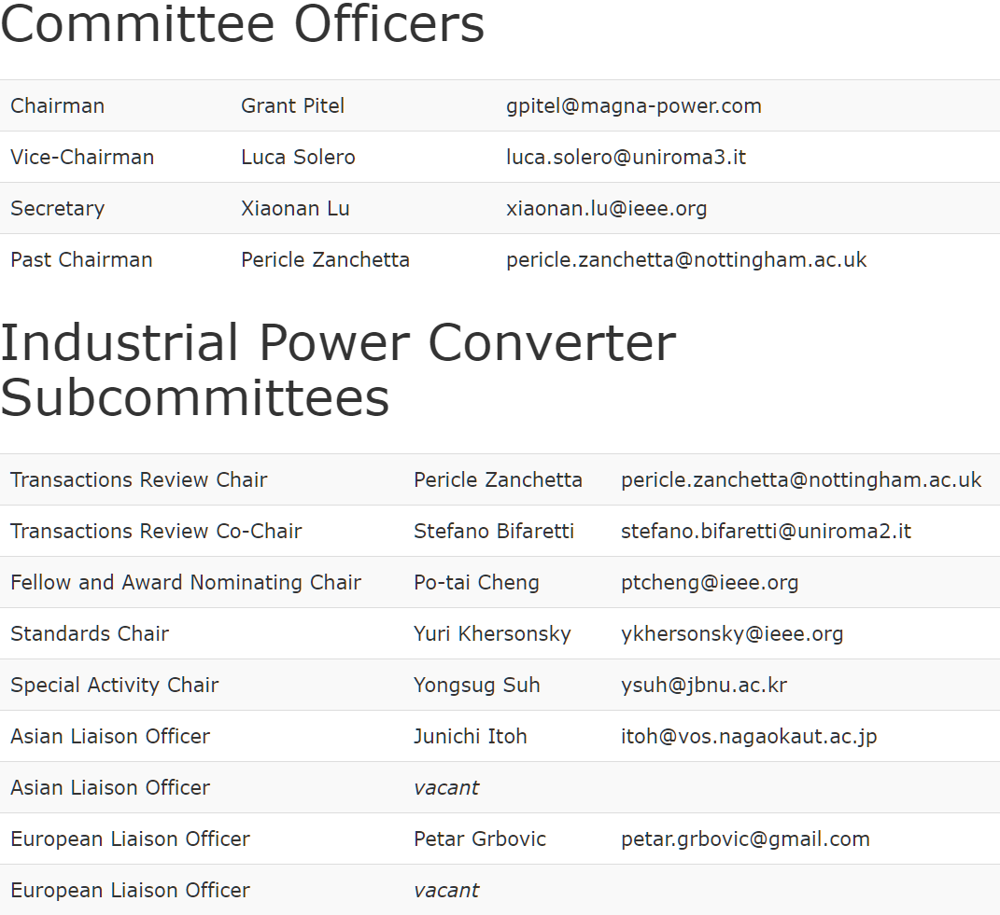 Committee Officers
Chairman Grant Pitel gpitel@magna-power.com
Vice-Chairman Luca Solero luca.solero@uniroma3.it
Secretary Xiaonan Lu xiaonan.lu@ieee.org
Past Chairman Pericle Zanchetta pericle.zanchetta@nottingham.ac.uk
Industrial Power Converter
Subcommittees
Transactions Review Chair Pericle Zanchetta pericle.zanchetta@nottingham.ac.uk
Transactions Review Co-Chair Stefano Bifaretti stefano.bifaretti@uniroma2.it
Fellow and Award Nominating Chair Po-tai Cheng ptcheng@ieee.org
Standards Chair Yuri Khersonsky ykhersonsky@ieee.org
Special Activity Chair Yongsug Suh ysuh@jbnu.ac.kr
Asian Liaison Officer Junichi Itoh itoh@vos.nagaokaut.ac.jp
Asian Liaison Officer vacant
European Liaison Officer Petar Grbovic petar.grbovic@gmail.com
European Liaison Officer vacant